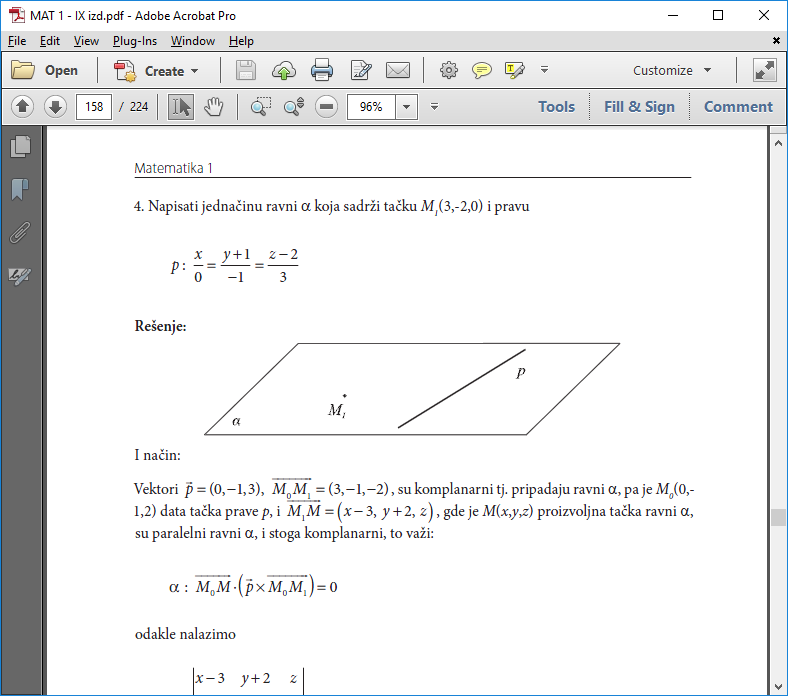 MAT 1 - IX izd.pdf - Adobe Acrobat Pro
File Edit View Plug-Ins Window Help
Open Create Customize
158 / 224 96% Tools Fill & Sign Comment
Matematika 1
4. Napisati jednačinu ravni α koja sadrži tačku M₁(3,-2,0) i pravu
p : x/0 = y+1/−1 = z−2/3
Rešenje:
p
M₁
α
I način:
Vektori p⃗ = (0,−1,3), M₀M₁ = (3,−1,−2), su komplanarni tj. pripadaju ravni α, pa je M₀(0,-
1,2) data tačka prave p, i M₁M = (x−3, y+2, z), gde je M(x,y,z) proizvoljna tačka ravni α,
su paralelni ravni α, i stoga komplanarni, to važi:
α : M₀M·(p⃗×M₀M₁) = 0
odakle nalazimo
x−3 y+2 z